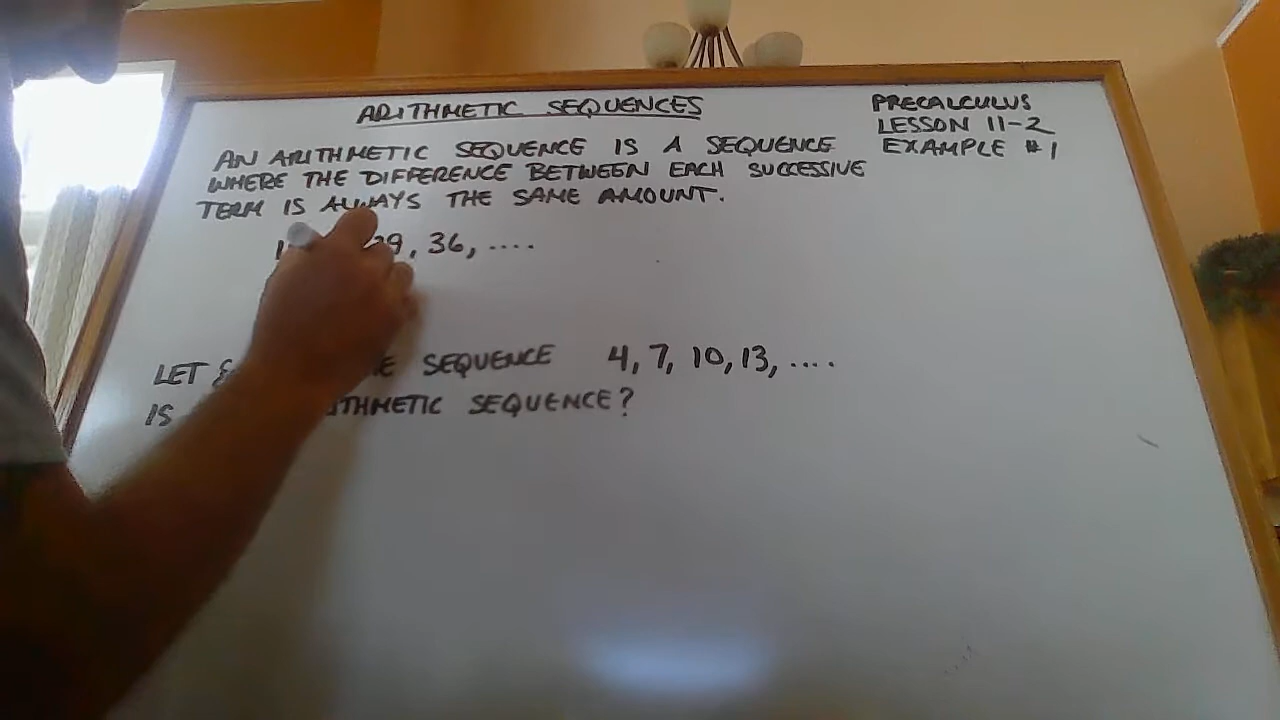 ARITHMETIC SEQUENCES
PRECALCULUS
LESSON 11-2
EXAMPLE #1
AN ARITHMETIC SEQUENCE IS A SEQUENCE
WHERE THE DIFFERENCE BETWEEN EACH SUCCESSIVE
TERM IS ALWAYS THE SAME AMOUNT.
36, ....
LET SEQUENCE 4, 7, 10, 13, ....
IS SEQUENCE?